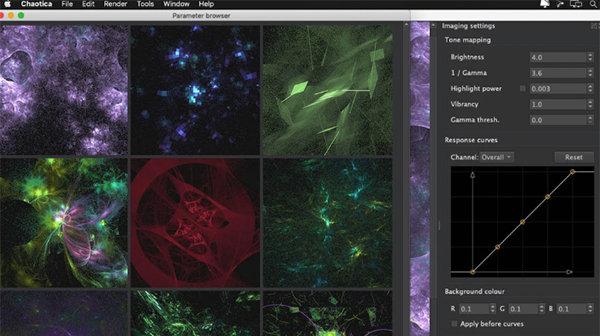 Chaotica File Edit Render Tools Window Help
Parameter browser
Imaging settings
Tone mapping
Brightness 4.0
1 / Gamma 3.6
Highlight power 0.003
Vibrancy 1.0
Gamma thresh. 0.0
Response curves
Channel: Overall Reset
Background colour
R 0.1 G 0.1 B 0.1
Apply before curves